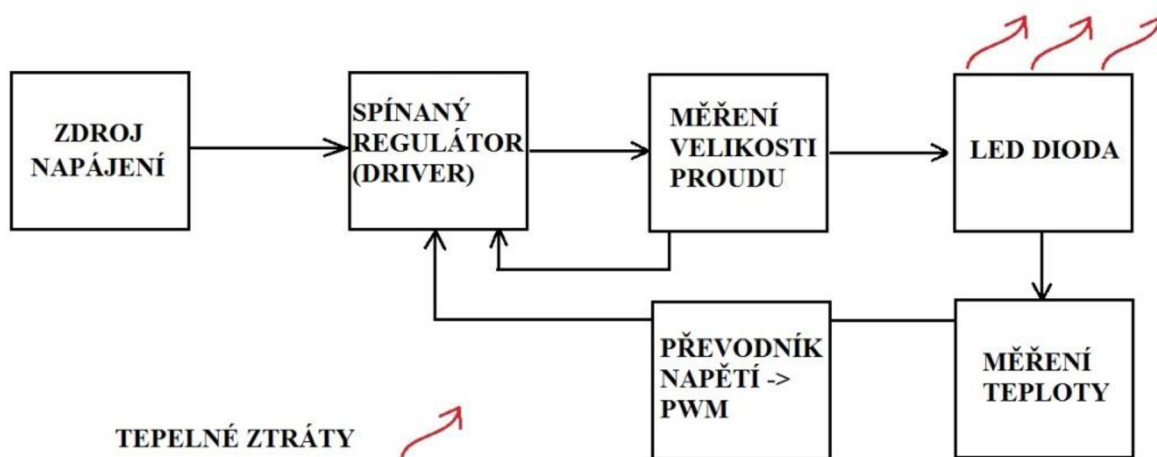 ZDROJ
NAPÁJENÍ
SPÍNANÝ
REGULÁTOR
(DRIVER)
MĚŘENÍ
VELIKOSTI
PROUDU
LED DIODA
PŘEVODNÍK
NAPĚTÍ ->
PWM
MĚŘENÍ
TEPLOTY
TEPELNÉ ZTRÁTY